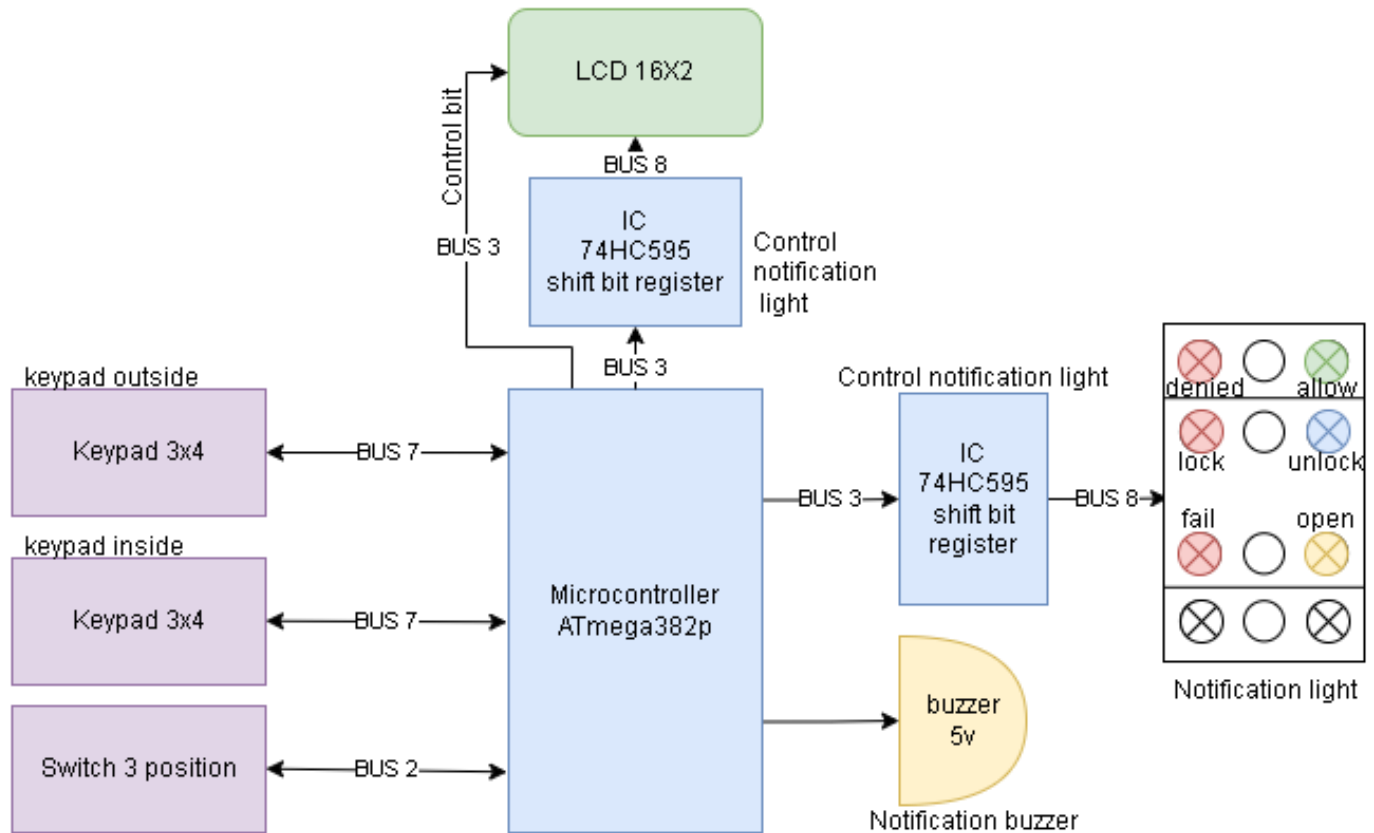 LCD 16X2
Control bit
BUS 8
IC
74HC595
shift bit register
Control
notification
light
BUS 3
BUS 3
keypad outside
Keypad 3x4
BUS 7
keypad inside
Keypad 3x4
BUS 7
Switch 3 position
BUS 2
Microcontroller
ATmega382p
Control notification light
BUS 3
IC
74HC595
shift bit
register
BUS 8
denied
allow
lock
unlock
fail
open
Notification light
buzzer
5v
Notification buzzer